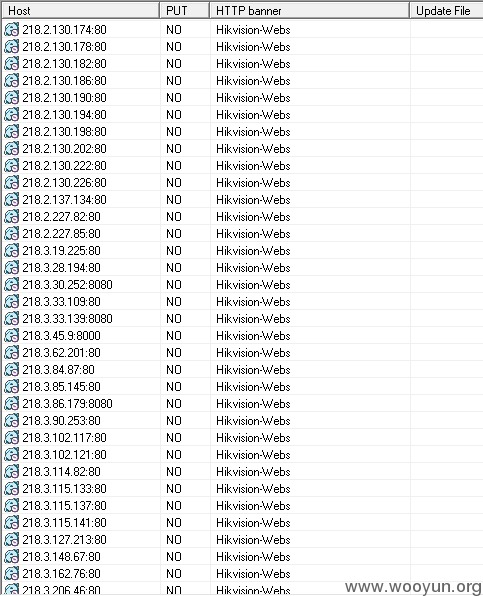 Host PUT HTTP banner Update File
218.2.130.174:80 NO Hikvision-Webs
218.2.130.178:80 NO Hikvision-Webs
218.2.130.182:80 NO Hikvision-Webs
218.2.130.186:80 NO Hikvision-Webs
218.2.130.190:80 NO Hikvision-Webs
218.2.130.194:80 NO Hikvision-Webs
218.2.130.198:80 NO Hikvision-Webs
218.2.130.202:80 NO Hikvision-Webs
218.2.130.222:80 NO Hikvision-Webs
218.2.130.226:80 NO Hikvision-Webs
218.2.137.134:80 NO Hikvision-Webs
218.2.227.82:80 NO Hikvision-Webs
218.2.227.85:80 NO Hikvision-Webs
218.3.19.225:80 NO Hikvision-Webs
218.3.28.194:80 NO Hikvision-Webs
218.3.30.252:8080 NO Hikvision-Webs
218.3.33.109:80 NO Hikvision-Webs
218.3.33.139:8080 NO Hikvision-Webs
218.3.45.9:8000 NO Hikvision-Webs
218.3.62.201:80 NO Hikvision-Webs
218.3.84.87:80 NO Hikvision-Webs
218.3.85.145:80 NO Hikvision-Webs
218.3.86.179:8080 NO Hikvision-Webs
218.3.90.253:80 NO Hikvision-Webs
218.3.102.117:80 NO Hikvision-Webs
218.3.102.121:80 NO Hikvision-Webs
218.3.114.82:80 NO Hikvision-Webs
218.3.115.133:80 NO Hikvision-Webs
218.3.115.137:80 NO Hikvision-Webs
218.3.115.141:80 NO Hikvision-Webs
218.3.127.213:80 NO Hikvision-Webs
218.3.148.67:80 NO Hikvision-Webs
218.3.162.76:80 NO Hikvision-Webs
218.3.206.46:80 NO Hikvision-Webs
www.wooyun.org